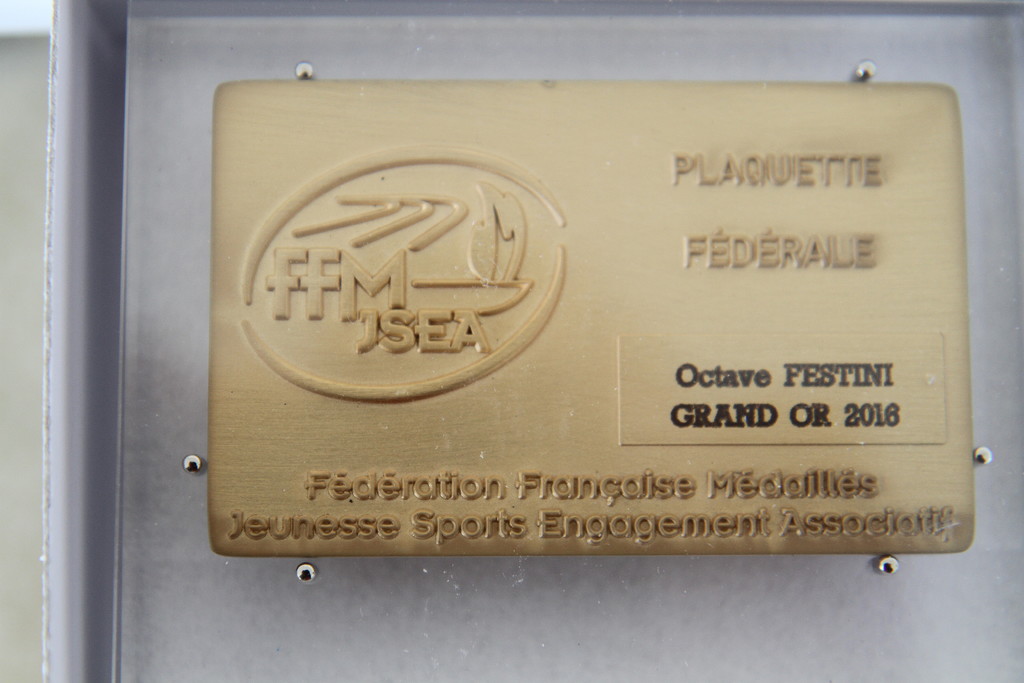 PLAQUETTE
FÉDÉRALE
FFM
JSEA
Octave FESTINI
GRAND OR 2016
Fédération Française Médaillés
Jeunesse Sports Engagement Associatif